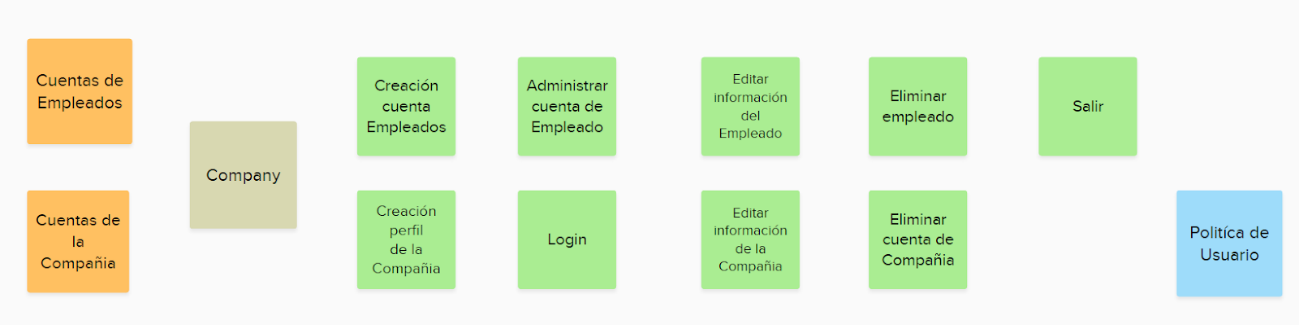 Cuentas de
Empleados
Company
Cuentas de
la
Compañia
Creación
cuenta
Empleados
Administrar
cuenta de
Empleado
Editar
información
del
Empleado
Eliminar
empleado
Salir
Creación
perfil
de la
Compañia
Login
Editar
información
de la
Compañia
Eliminar
cuenta de
Compañia
Politíca de
Usuario